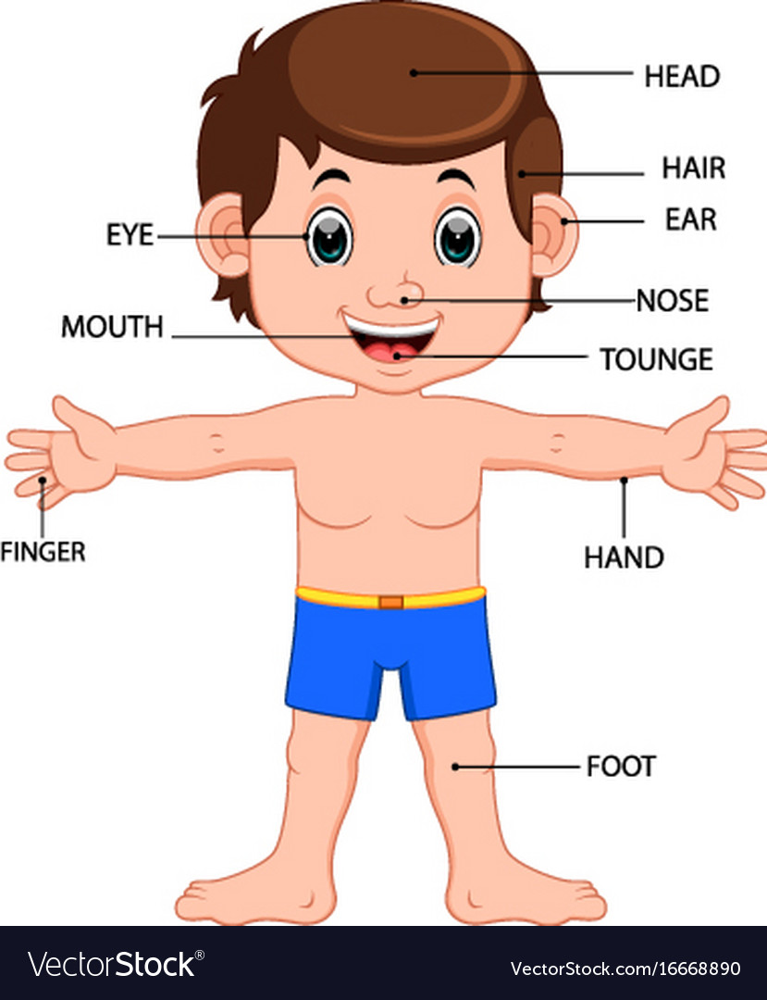 HEAD
HAIR
EAR
EYE
NOSE
MOUTH
TOUNGE
FINGER
HAND
FOOT
VectorStock®
VectorStock.com/16668890